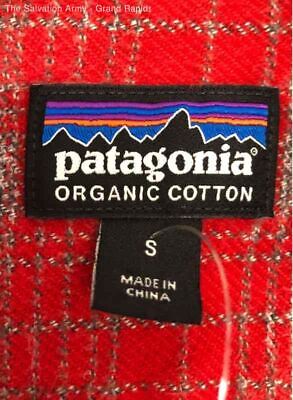 The Salvation Army - Grand Rapids
patagonia®
ORGANIC COTTON
S
MADE IN
CHINA